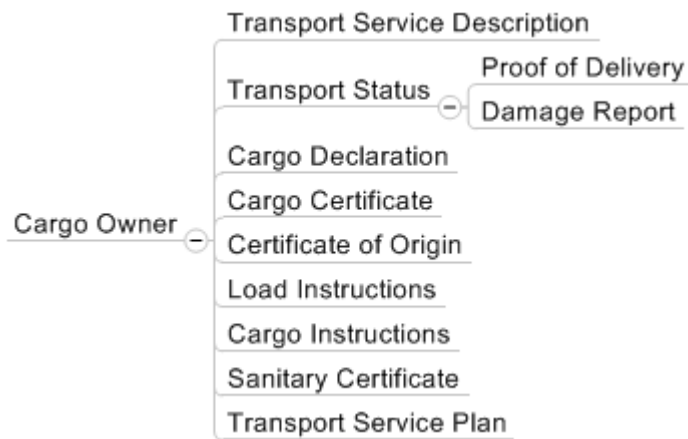 Transport Service Description
Proof of Delivery
Transport Status
Damage Report
Cargo Declaration
Cargo Certificate
Cargo Owner
Certificate of Origin
Load Instructions
Cargo Instructions
Sanitary Certificate
Transport Service Plan